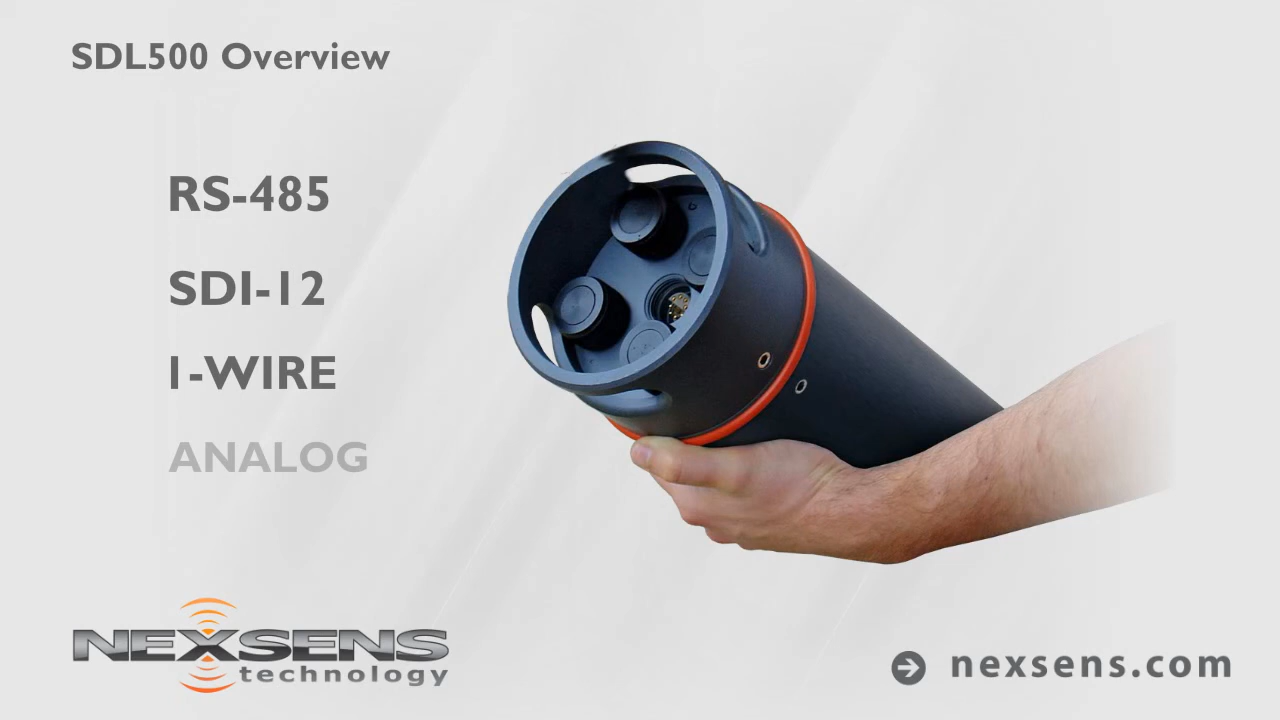 SDL500 Overview
RS-485
SDI-12
1-WIRE
ANALOG
NEXSENS
technology
nexsens.com